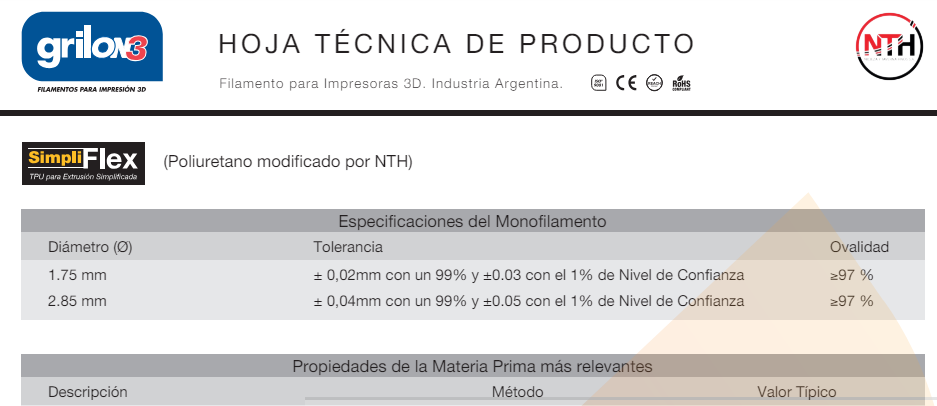 grilon3
FILAMENTOS PARA IMPRESIÓN 3D
HOJA TÉCNICA DE PRODUCTO
Filamento para Impresoras 3D. Industria Argentina.
CE
RoHS
COMPLIANT
NTH
SimpliFlex
TPU para Extrusión Simplificada
(Poliuretano modificado por NTH)
Especificaciones del Monofilamento
Diámetro (Ø) Tolerancia Ovalidad
1.75 mm ± 0,02mm con un 99% y ±0.03 con el 1% de Nivel de Confianza ≥97 %
2.85 mm ± 0,04mm con un 99% y ±0.05 con el 1% de Nivel de Confianza ≥97 %
Propiedades de la Materia Prima más relevantes
Descripción Método Valor Típico